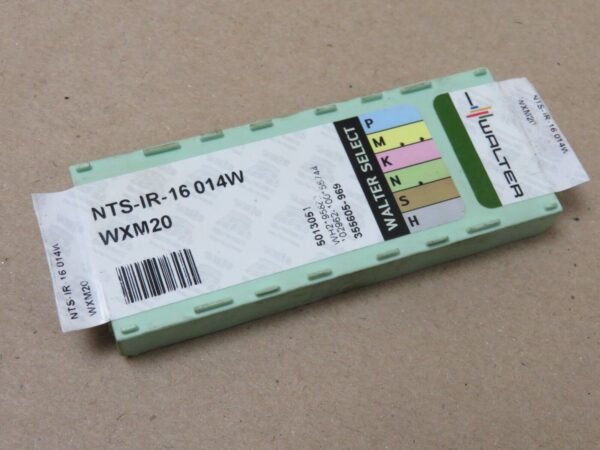 NTS-IR-16 014W
WXM20
NTS-IR-16 014W
WXM20
5013051
355605-969
WALTER SELECT
P
M
K
N
S
H
WALTER
NTS-IR-16 014W
WXM20